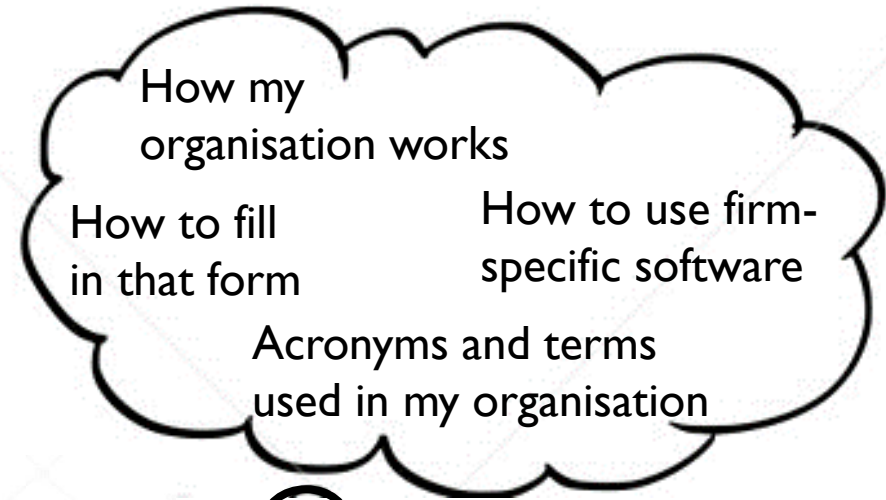 How my
organisation works
How to fill
in that form
How to use firm-
specific software
Acronyms and terms
used in my organisation